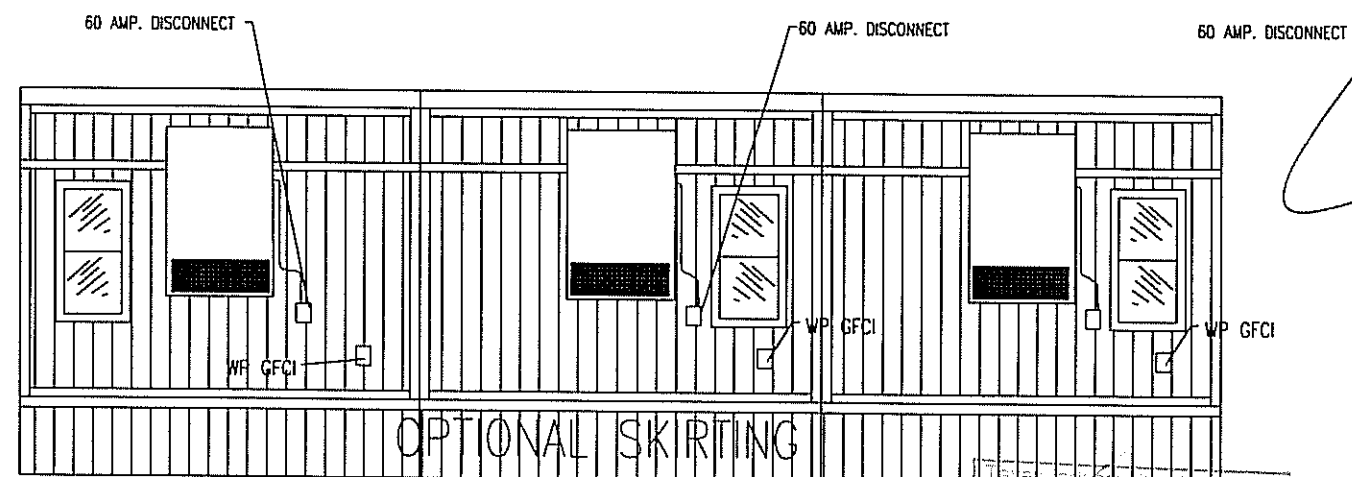 60 AMP. DISCONNECT
60 AMP. DISCONNECT
60 AMP. DISCONNECT
WP GFCI
WP GFCI
WP GFCI
OPTIONAL SKIRTING